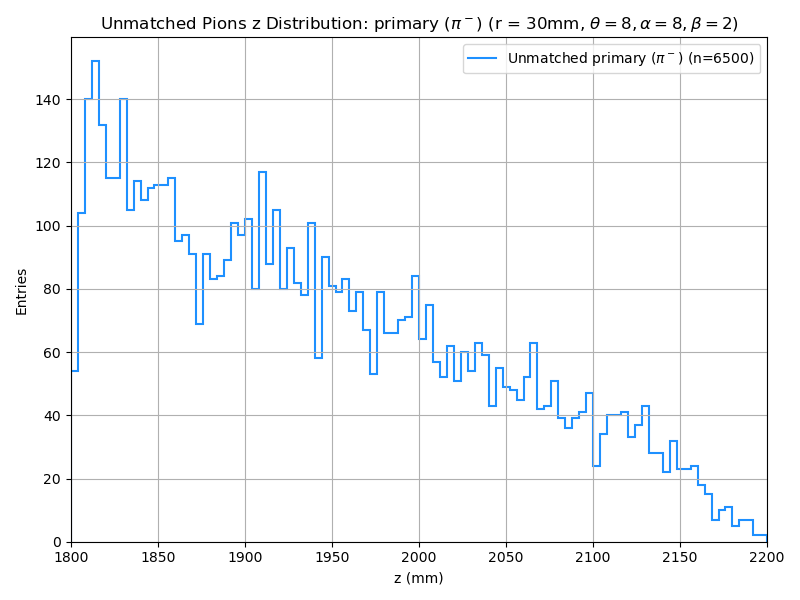 Unmatched Pions z Distribution: primary (π⁻) (r = 30mm, θ = 8, α = 8, β = 2)
Unmatched primary (π⁻) (n=6500)
140
120
100
80
60
40
20
0
Entries
1800 1850 1900 1950 2000 2050 2100 2150 2200
z (mm)